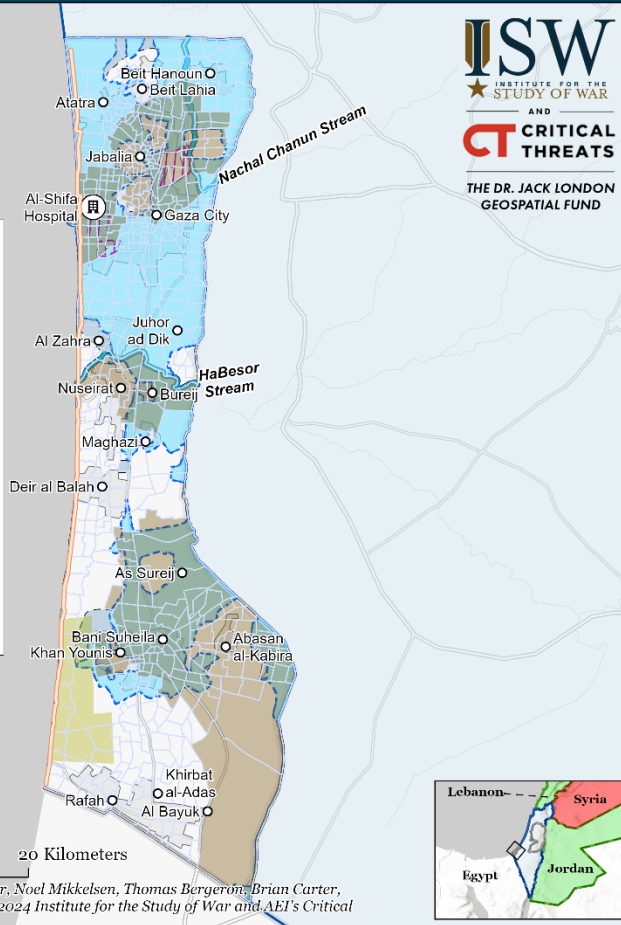 ISW
INSTITUTE FOR THE
STUDY OF WAR
AND
CT CRITICAL
THREATS
THE DR. JACK LONDON
GEOSPATIAL FUND
Beit Hanoun
Beit Lahia
Atatra
Nachal Chanun Stream
Jabalia
Al-Shifa
Hospital
Gaza City
Juhor
ad Dik
Al Zahra
HaBesor
Stream
Nuseirat
Bureij
Maghazi
Deir al Balah
As Sureij
Bani Suheila
Khan Younis
Abasan
al-Kabira
Khirbat
al-Adas
Rafah
Al Bayuk
Lebanon
Syria
Egypt
Jordan
20 Kilometers
r, Noel Mikkelsen, Thomas Bergeron, Brian Carter,
2024 Institute for the Study of War and AEI's Critical